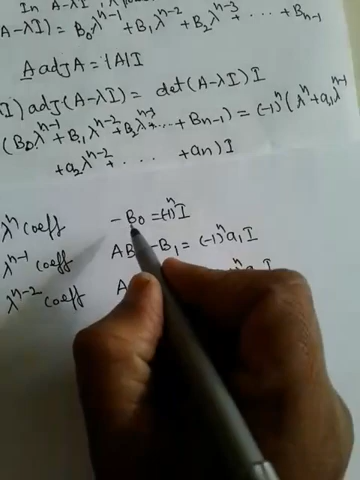 In A-λI,
A-λI) = B₀λⁿ⁻¹ + B₁λⁿ⁻² + B₂λⁿ⁻³ + ... + Bₙ₋₁
A adj A = |A| I
I) adj(A-λI) = det(A-λI) I
(B₀λⁿ⁻¹ + B₁λⁿ⁻² + B₂λⁿ⁻³ + ... + Bₙ₋₁) = (-1)ⁿ (λⁿ + a₁λⁿ⁻¹
+ a₂λⁿ⁻² + ... + aₙ) I
λⁿ coeff - B₀ = (-1)ⁿ I
λⁿ⁻¹ coeff AB - B₁ = (-1)ⁿ a₁ I
λⁿ⁻² coeff A I